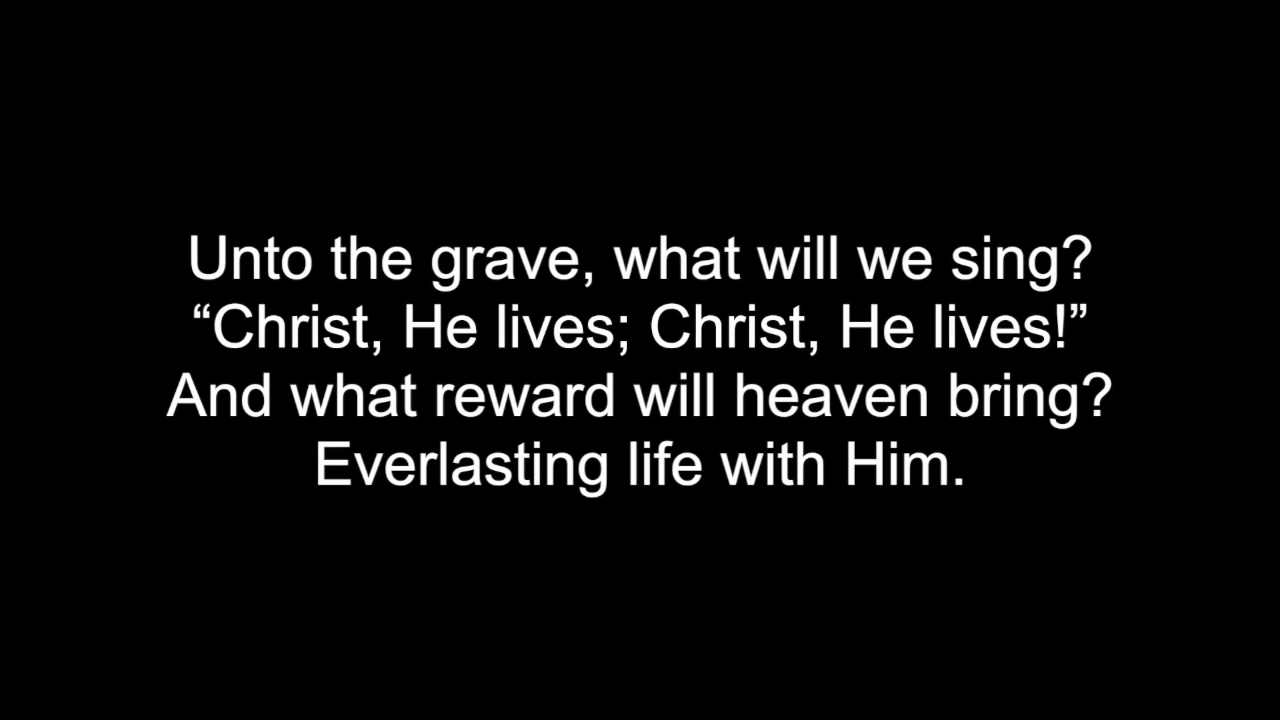 Unto the grave, what will we sing?
“Christ, He lives; Christ, He lives!”
And what reward will heaven bring?
Everlasting life with Him.